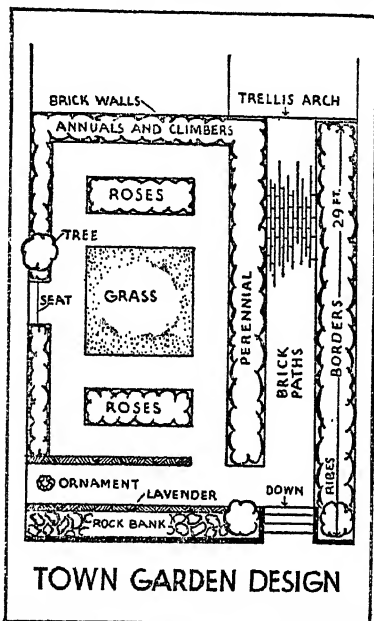 BRICK WALLS
TRELLIS ARCH
ANNUALS AND CLIMBERS
ROSES
TREE
SEAT
GRASS
PERENNIAL
BRICK PATHS
BORDERS
29 FT.
ROSES
RIBES
ORNAMENT
LAVENDER
DOWN
ROCK BANK
TOWN GARDEN DESIGN